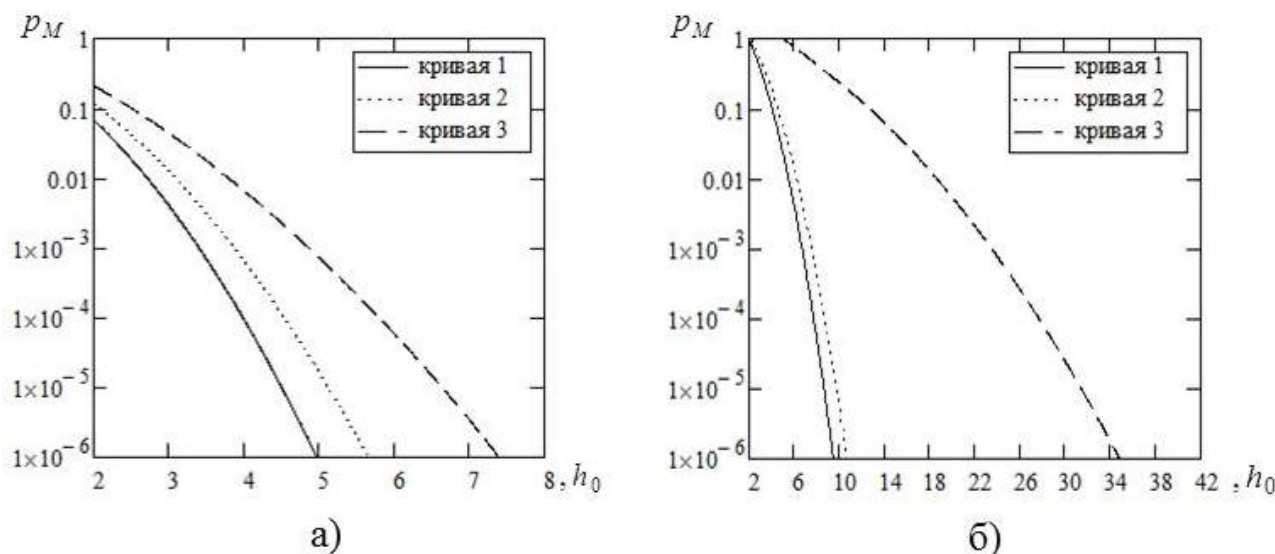 p_M
1
0.1
0.01
1×10⁻³
1×10⁻⁴
1×10⁻⁵
1×10⁻⁶
кривая 1
кривая 2
кривая 3
2 3 4 5 6 7 8 , h₀
а)
p_M
1
0.1
0.01
1×10⁻³
1×10⁻⁴
1×10⁻⁵
1×10⁻⁶
кривая 1
кривая 2
кривая 3
2 6 10 14 18 22 26 30 34 38 42 , h₀
б)